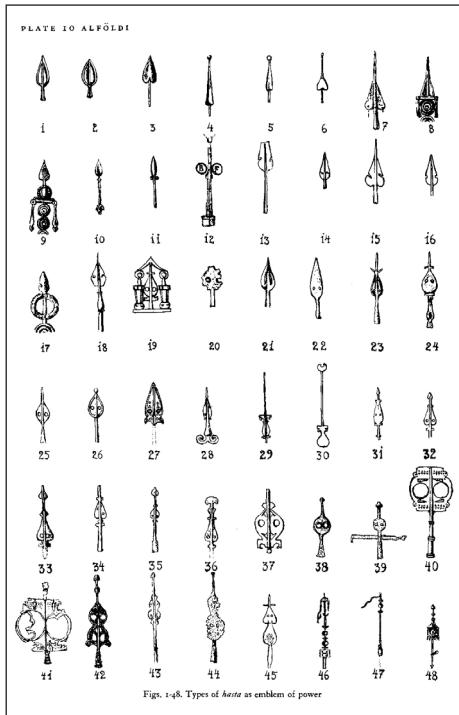 PLATE 10 ALFÖLDI
1 2 3 4 5 6 7 8
9 10 11 12 13 14 15 16
B F
17 18 19 20 21 22 23 24
25 26 27 28 29 30 31 32
33 34 35 36 37 38 39 40
41 42 43 44 45 46 47 48
Figs. 1-48. Types of hasta as emblem of power